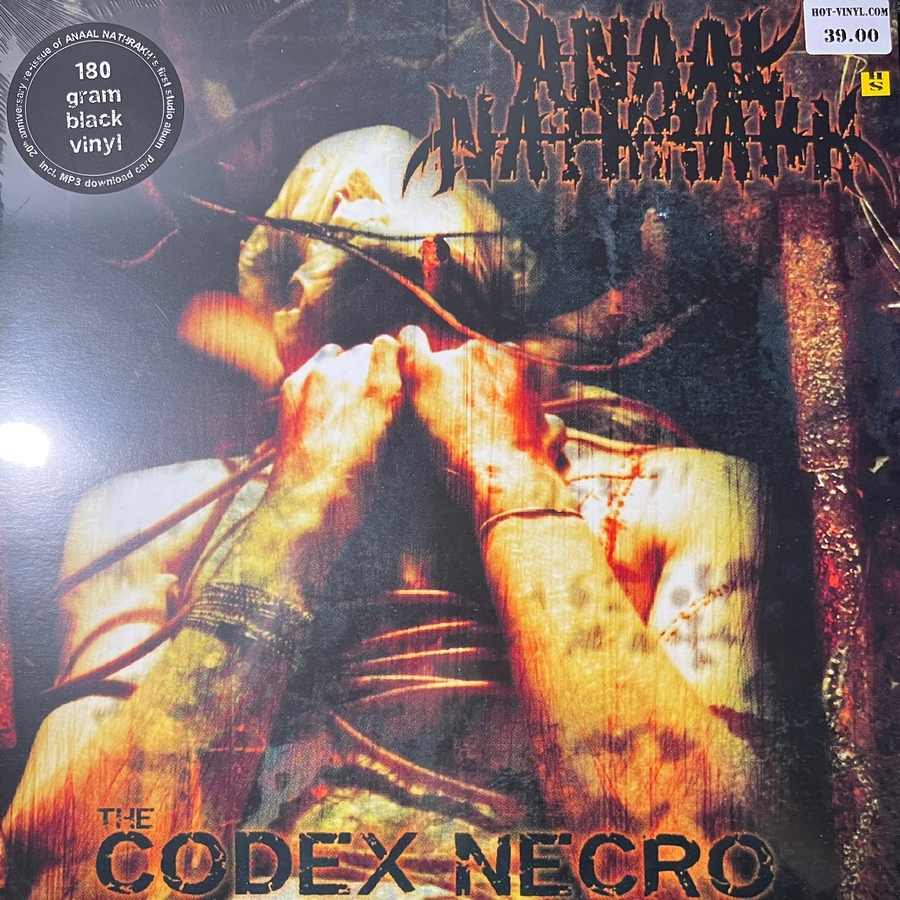 20th anniversary re-issue of ANAAL NATHRAKH's first studio album
180
gram
black
vinyl
incl. MP3 download card
HOT-VINYL.COM
39.00
HS
ANAAL
NATHRAKH
THE
CODEX NECRO